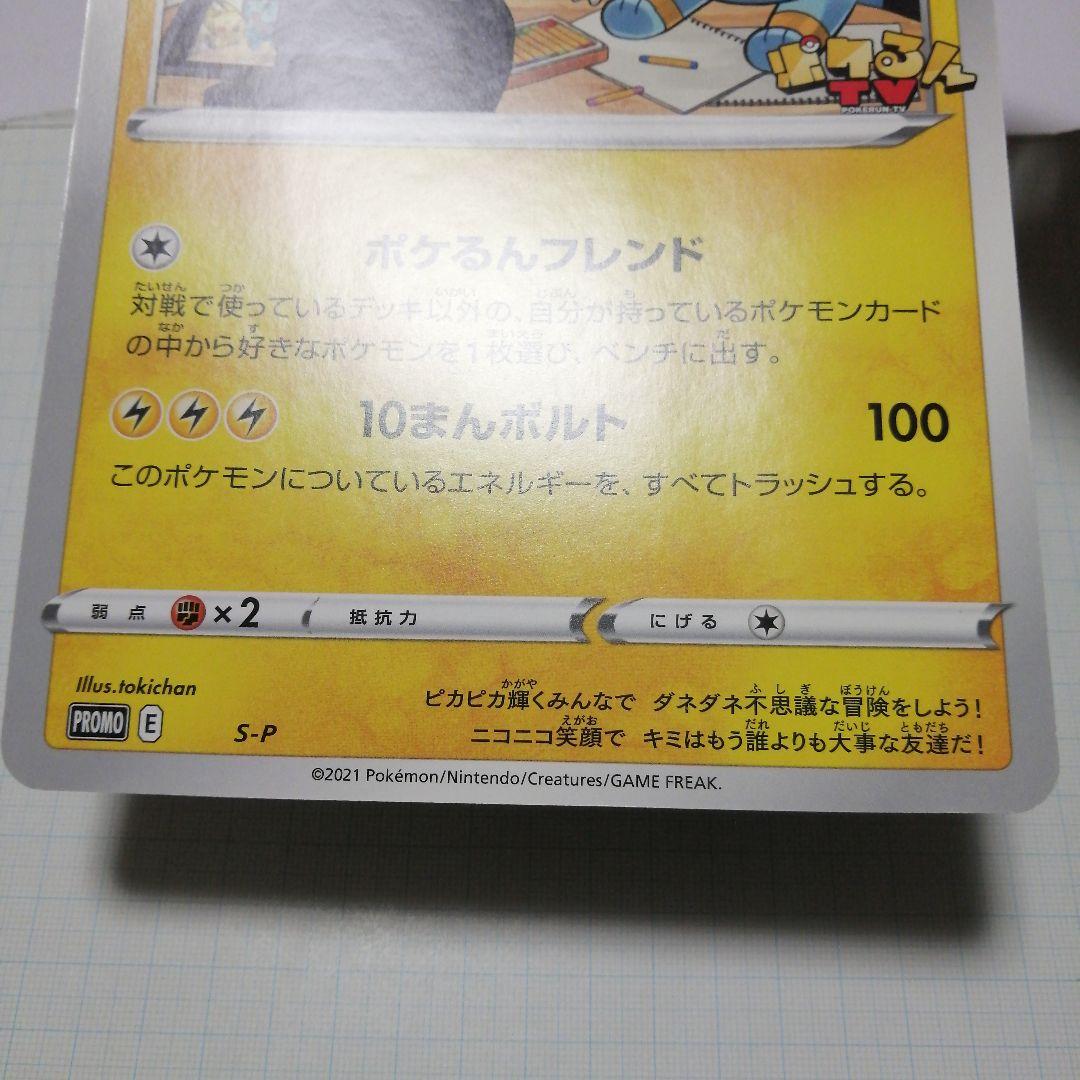 ポケるんTV
POKERUN-TV
ポケるんフレンド
対戦で使っているデッキ以外の、自分が持っているポケモンカード
の中から好きなポケモンを1枚選び、ベンチに出す。
10まんボルト 100
このポケモンについているエネルギーを、すべてトラッシュする。
弱点 ×2 抵抗力 にげる
Illus.tokichan
PROMO E S-P
ピカピカ輝くみんなで ダネダネ不思議な冒険をしよう!
ニコニコ笑顔で キミはもう誰よりも大事な友達だ!
©2021 Pokémon/Nintendo/Creatures/GAME FREAK.